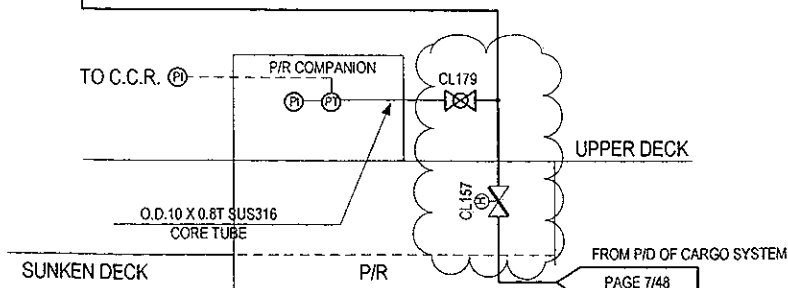 P/R COMPANION
TO C.C.R. PI
PI PT
CL179
UPPER DECK
CL157
H
O.D.10 X 0.8T SUS316
CORE TUBE
FROM P/D OF CARGO SYSTEM
SUNKEN DECK
P/R
PAGE 7/48